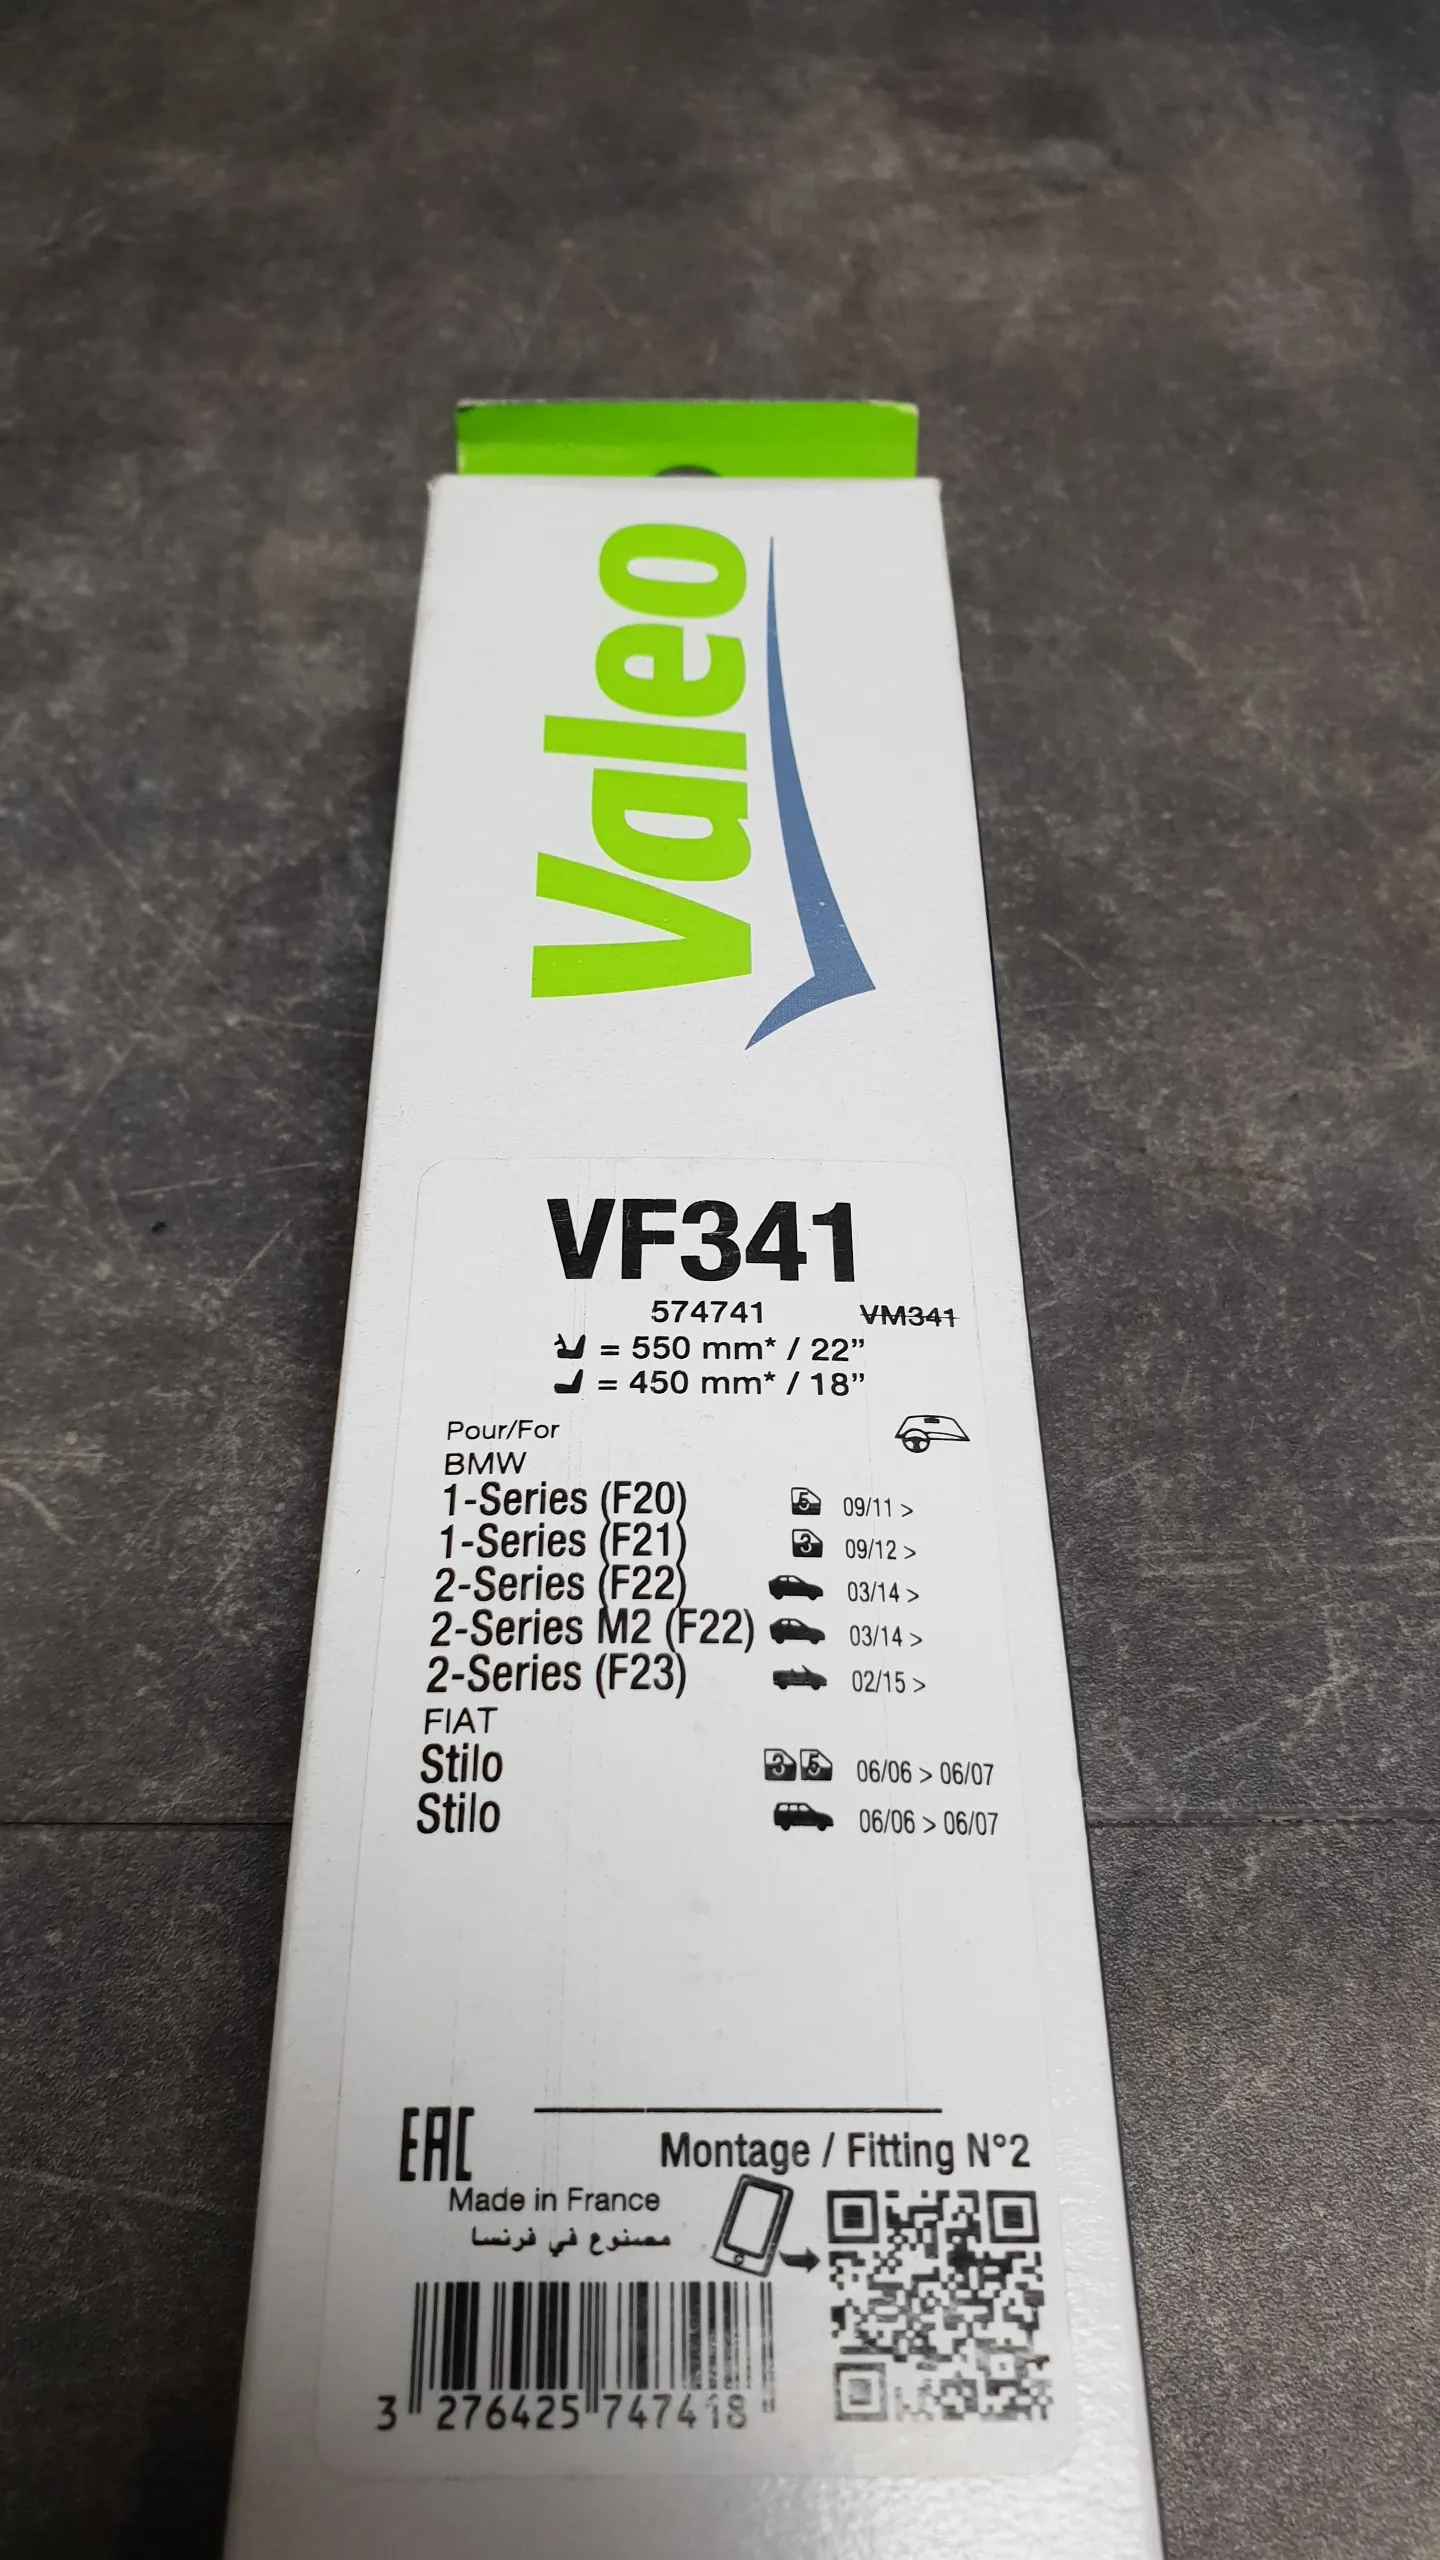 Valeo
VF341
574741 VM341
= 550 mm* / 22”
= 450 mm* / 18”
Pour/For
BMW
1-Series (F20) 5 09/11 >
1-Series (F21) 3 09/12 >
2-Series (F22) 03/14 >
2-Series M2 (F22) 03/14 >
2-Series (F23) 02/15 >
FIAT
Stilo 3 5 06/06 > 06/07
Stilo 06/06 > 06/07
EAC Montage / Fitting N°2
Made in France
مصنوع في فرنسا
3 276425 747418